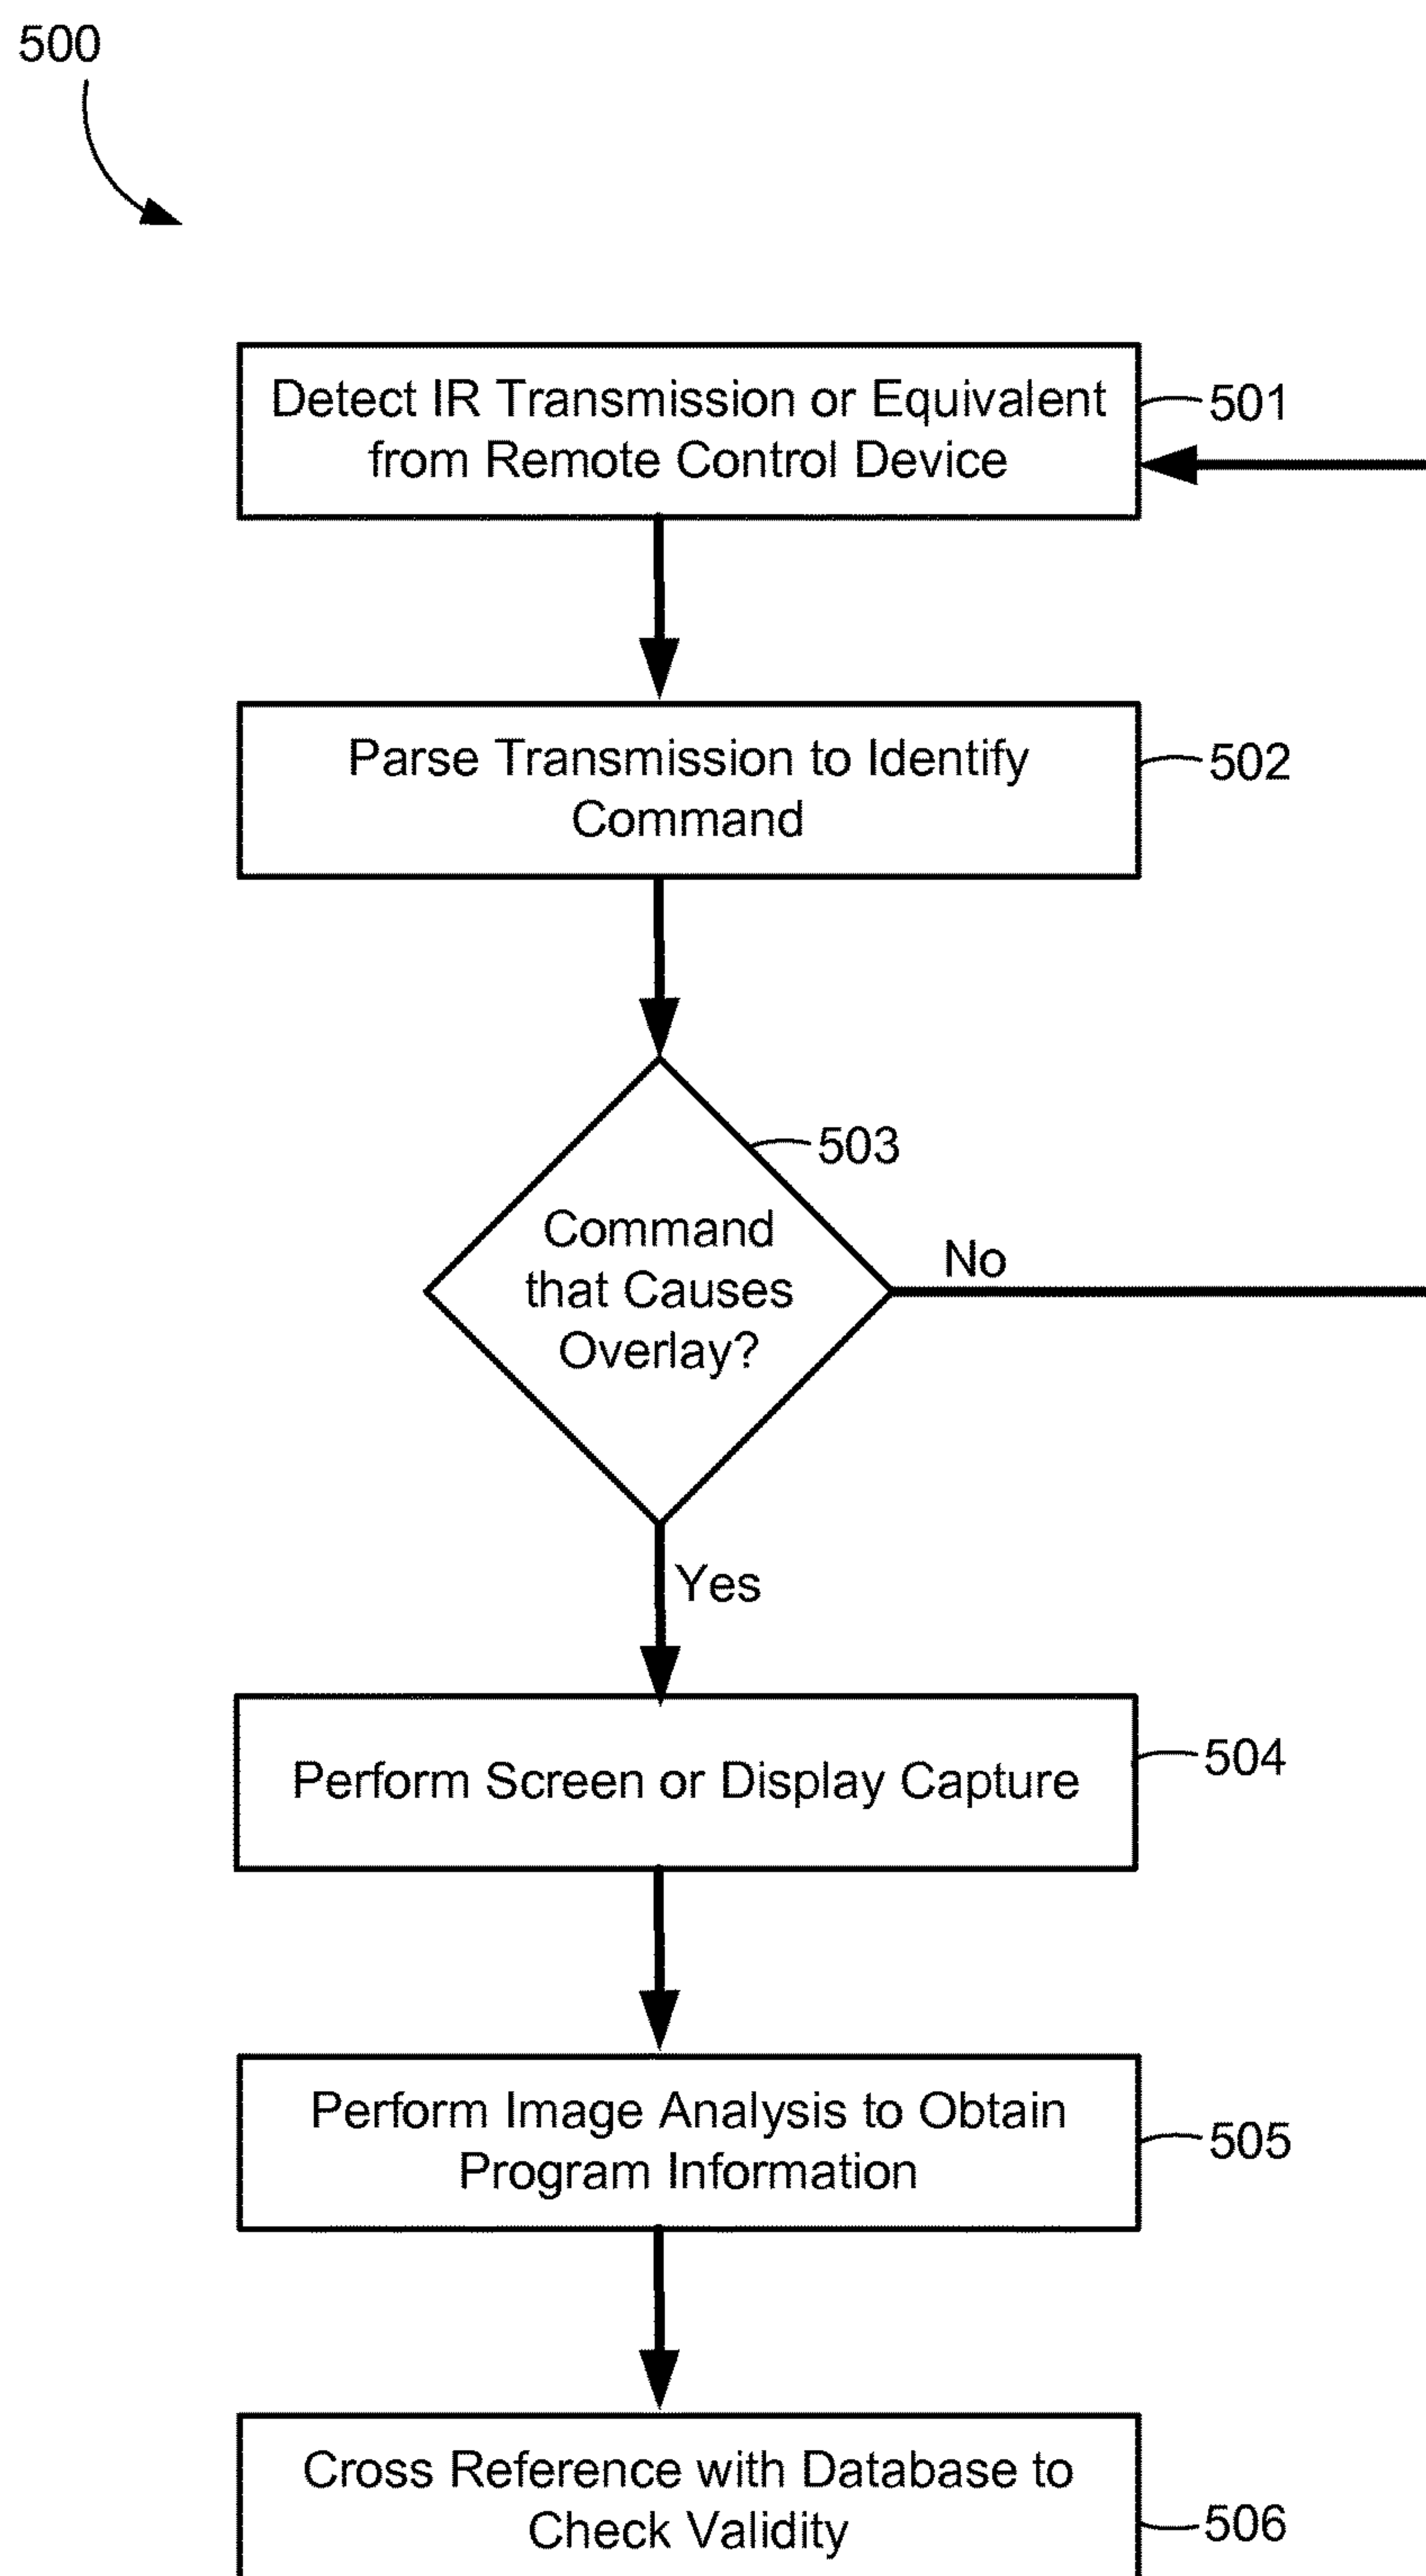 500
Detect IR Transmission or Equivalent
from Remote Control Device
501
Parse Transmission to Identify
Command
502
503
Command
that Causes
Overlay?
No
Yes
Perform Screen or Display Capture
504
Perform Image Analysis to Obtain
Program Information
505
Cross Reference with Database to
Check Validity
506